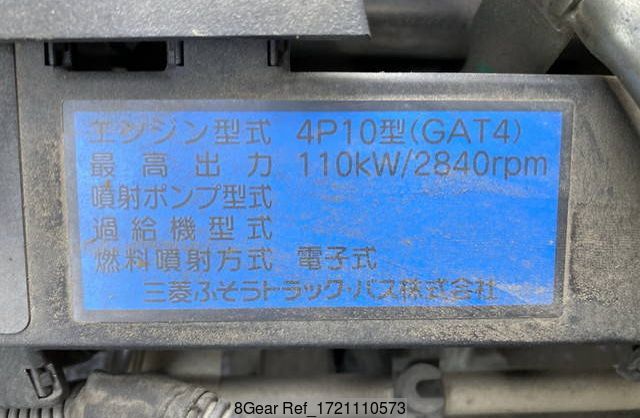 エンジン型式 4P10型(GAT4)
最高出力 110kW/2840rpm
噴射ポンプ型式
過給機型式
燃料噴射方式 電子式
三菱ふそうトラック・バス株式会社
8Gear Ref_1721110573